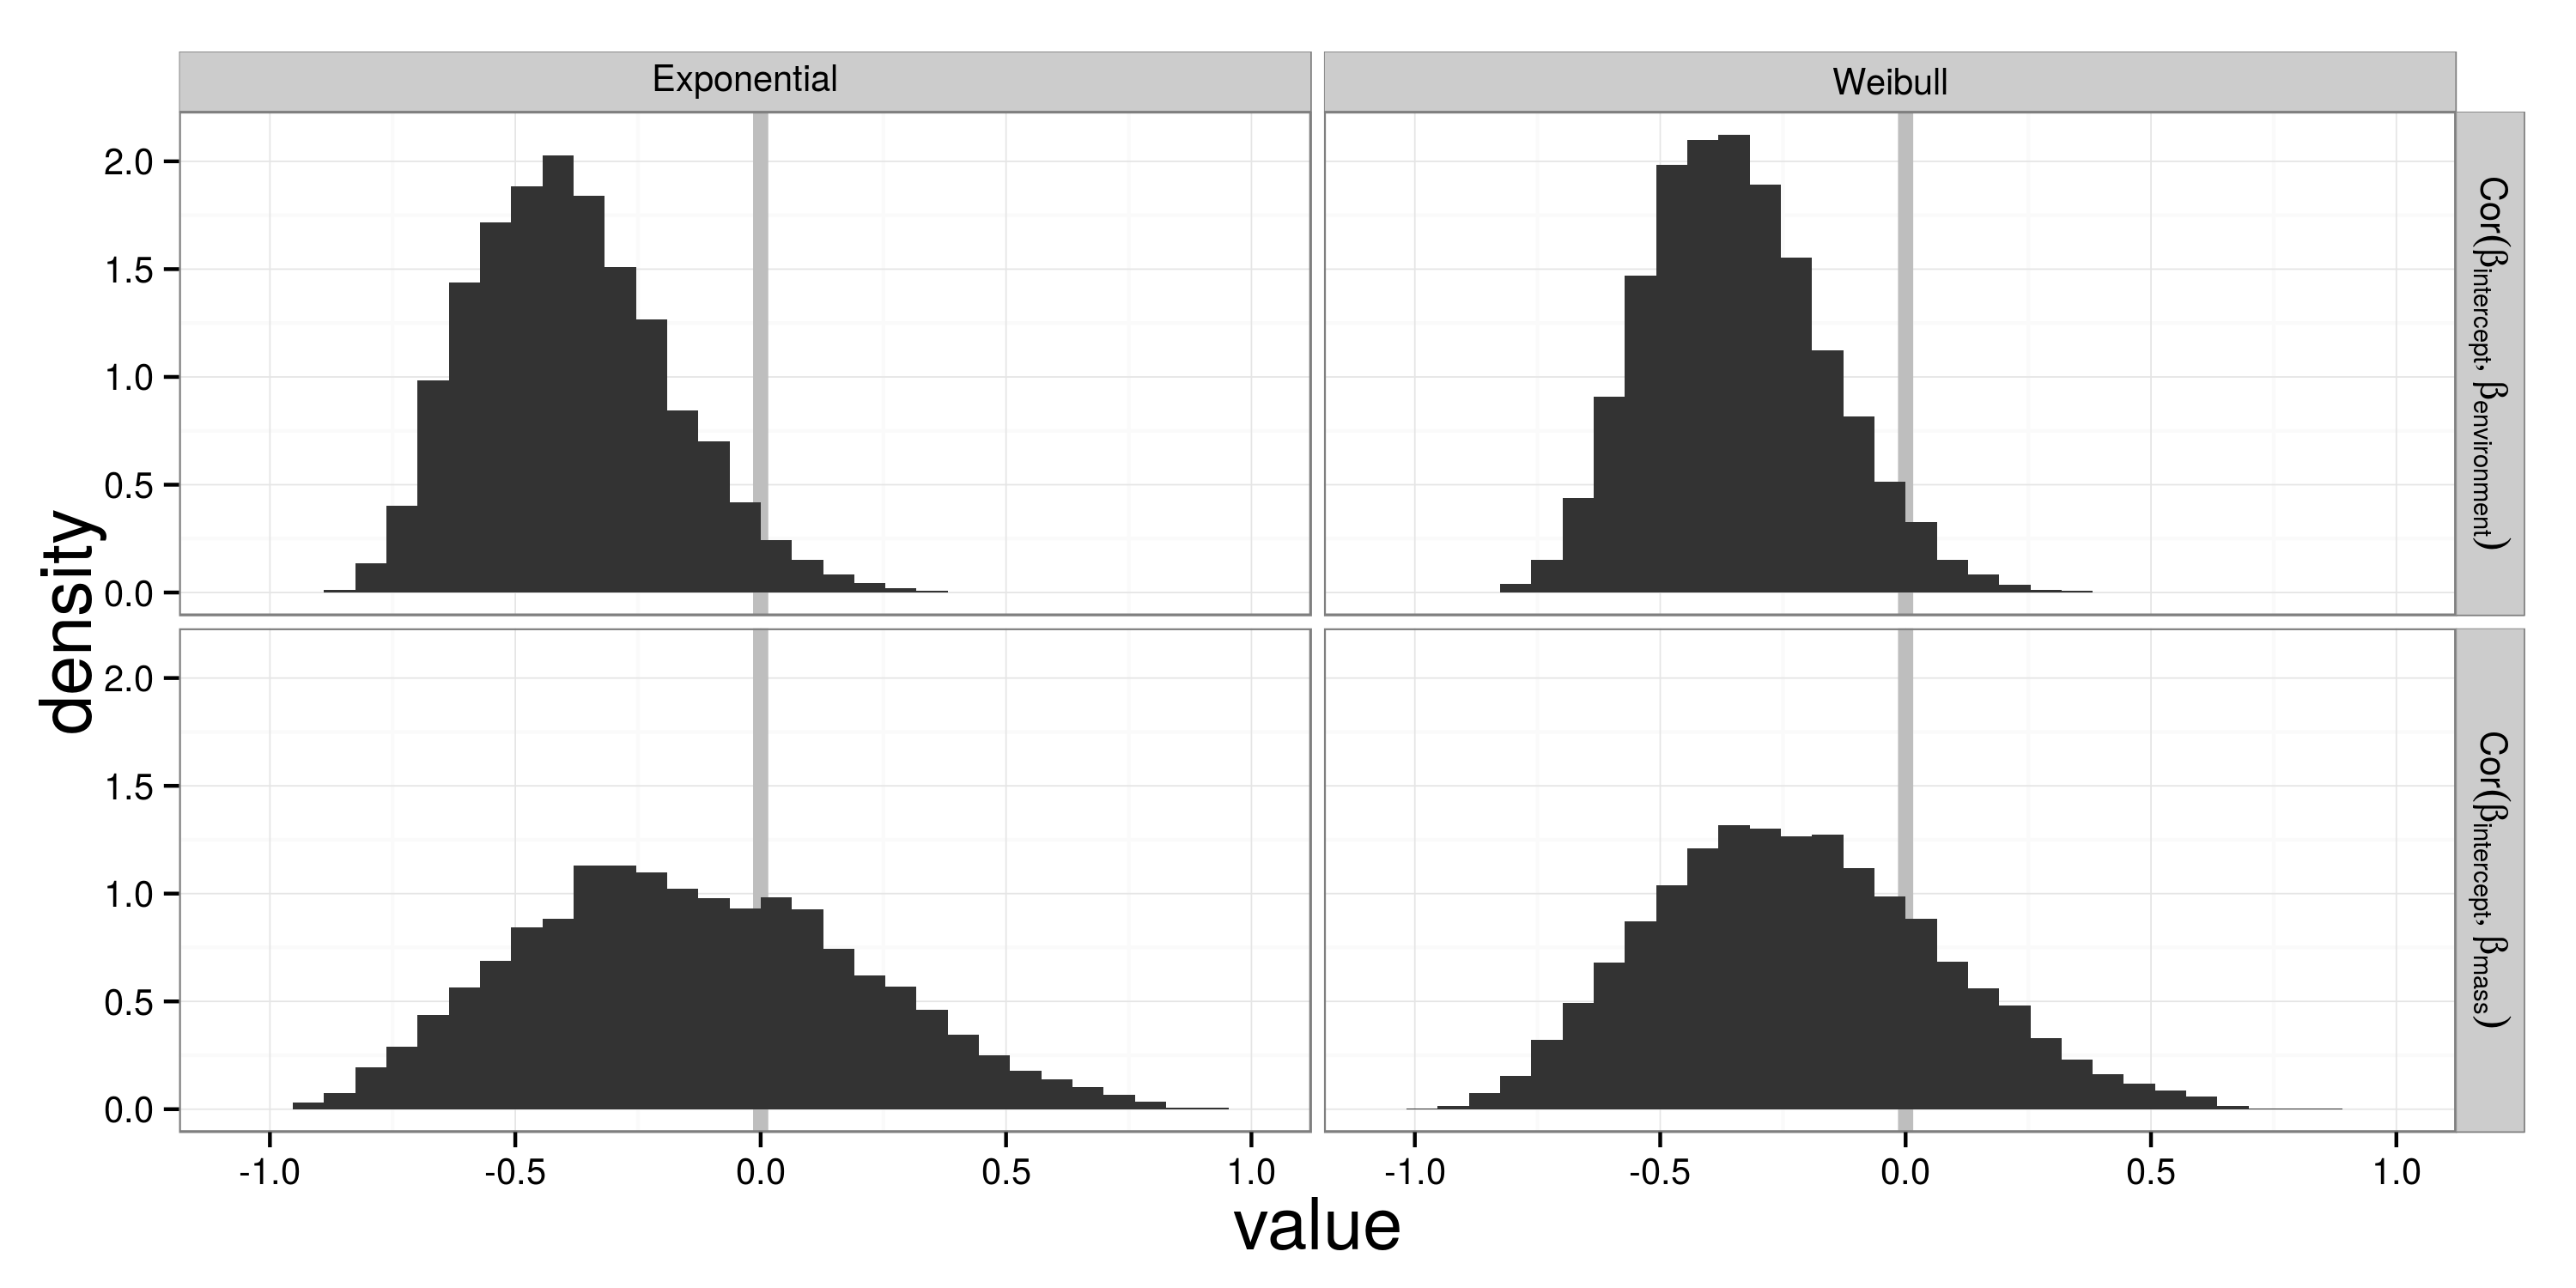 Exponential
Weibull
2.0
1.5
1.0
0.5
0.0
Cor(βintercept, βenvironment)
density
2.0
1.5
1.0
0.5
0.0
Cor(βintercept, βmass)
-1.0 -0.5 0.0 0.5 1.0
-1.0 -0.5 0.0 0.5 1.0
value